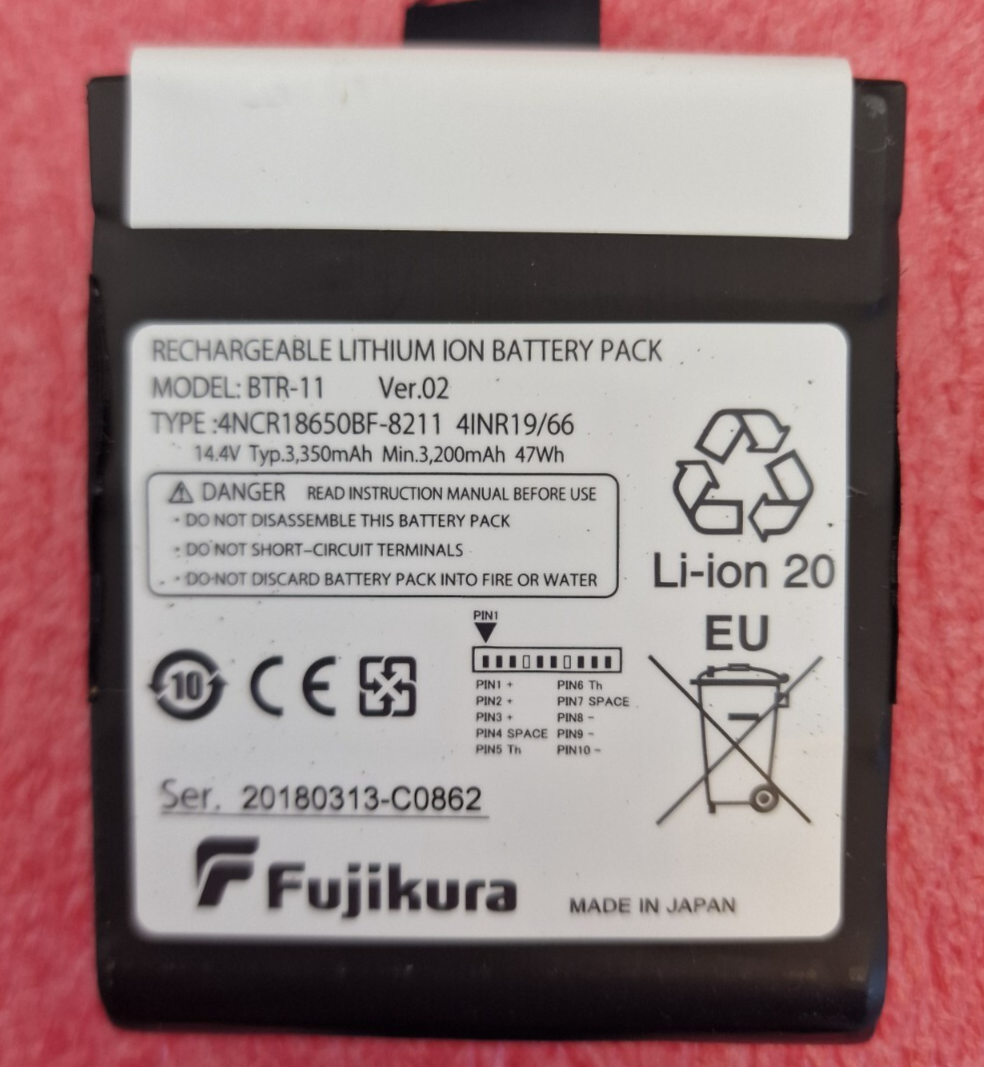 RECHARGEABLE LITHIUM ION BATTERY PACK
MODEL: BTR-11 Ver.02
TYPE :4NCR18650BF-8211 4INR19/66
14.4V Typ.3,350mAh Min.3,200mAh 47Wh
DANGER READ INSTRUCTION MANUAL BEFORE USE
・DO NOT DISASSEMBLE THIS BATTERY PACK
・DO NOT SHORT-CIRCUIT TERMINALS
・DO NOT DISCARD BATTERY PACK INTO FIRE OR WATER
Li-ion 20
EU
PIN1
PIN1 + PIN6 Th
PIN2 + PIN7 SPACE
PIN3 + PIN8 -
PIN4 SPACE PIN9 -
PIN5 Th PIN10 -
10 CE
Ser. 20180313-C0862
Fujikura
MADE IN JAPAN